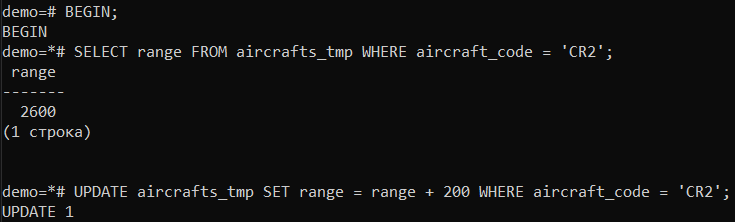 demo=# BEGIN;
BEGIN
demo=*# SELECT range FROM aircrafts_tmp WHERE aircraft_code = 'CR2';
 range
-------
  2600
(1 строка)
demo=*# UPDATE aircrafts_tmp SET range = range + 200 WHERE aircraft_code = 'CR2';
UPDATE 1